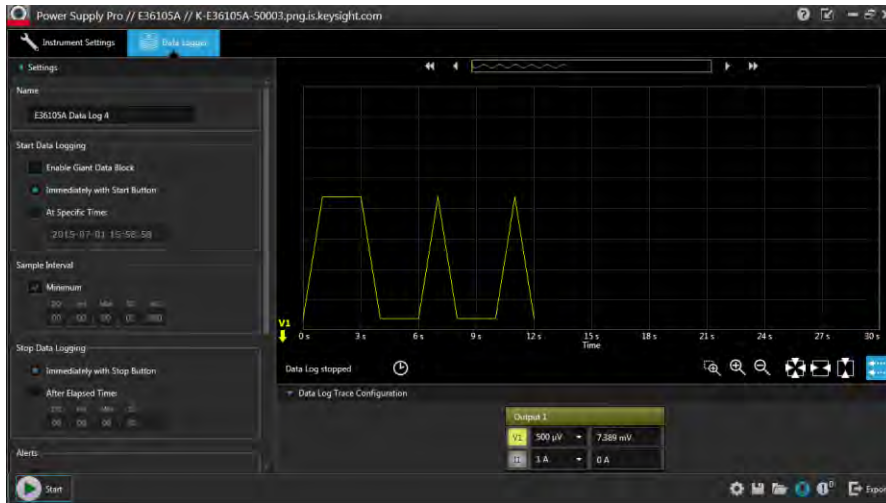 Power Supply Pro // E36105A // K-E36105A-50003.png.is.keysight.com
Instrument Settings
Data Logger
Settings
Name
E36105A Data Log 4
Start Data Logging
Enable Giant Data Block
Immediately with Start Button
At Specific Time:
2015-07-01 15:58:58
Sample Interval
Minimum
00 00 00 00 000
Stop Data Logging
Immediately with Stop Button
After Elapsed Time:
00 00 00 00
Alerts
Start
V1
0 s 3 s 6 s 9 s 12 s 15 s 18 s 21 s 24 s 27 s 30 s
Time
Data Log stopped
Data Log Trace Configuration
Output 1
V1 500 µV 7.389 mV
I1 1 A 0 A
Export